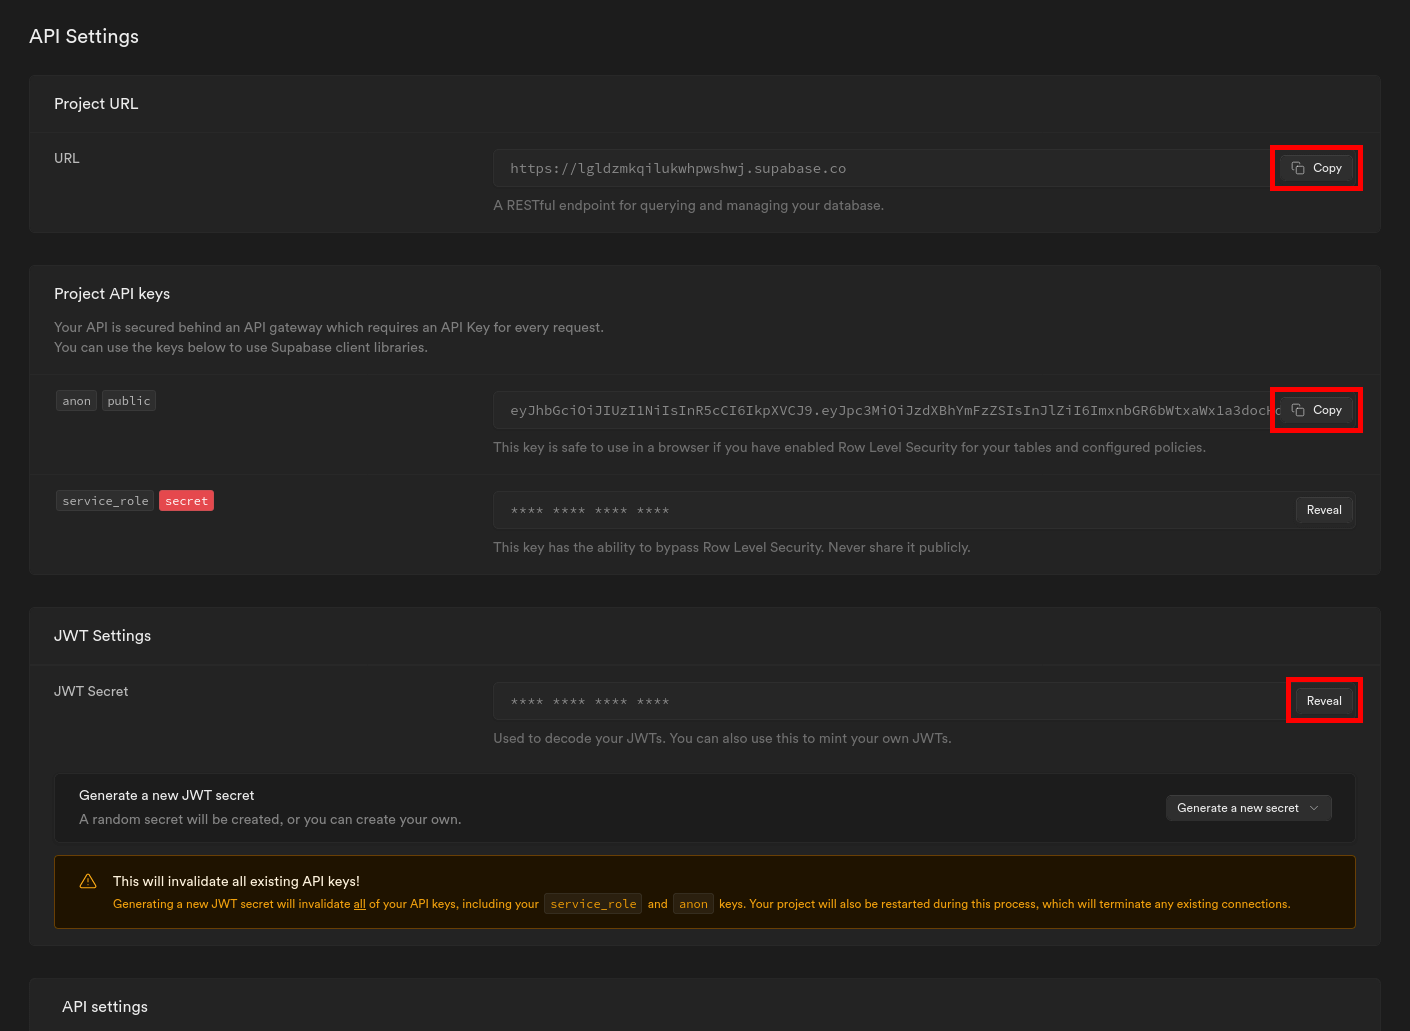 API Settings
Project URL
URL
https://lgldzmkqilukwhpwshwj.supabase.co
Copy
A RESTful endpoint for querying and managing your database.
Project API keys
Your API is secured behind an API gateway which requires an API Key for every request.
You can use the keys below to use Supabase client libraries.
anon public
eyJhbGciOiJIUzI1NiIsInR5cCI6IkpXVCJ9.eyJpc3MiOiJzdXBhYmFzZSIsInJlZiI6ImxnbGR6bWtxaWx1a3docHd
Copy
This key is safe to use in a browser if you have enabled Row Level Security for your tables and configured policies.
service_role secret
**** **** **** ****
Reveal
This key has the ability to bypass Row Level Security. Never share it publicly.
JWT Settings
JWT Secret
**** **** **** ****
Reveal
Used to decode your JWTs. You can also use this to mint your own JWTs.
Generate a new JWT secret
A random secret will be created, or you can create your own.
Generate a new secret
This will invalidate all existing API keys!
Generating a new JWT secret will invalidate all of your API keys, including your service_role and anon keys. Your project will also be restarted during this process, which will terminate any existing connections.
API settings